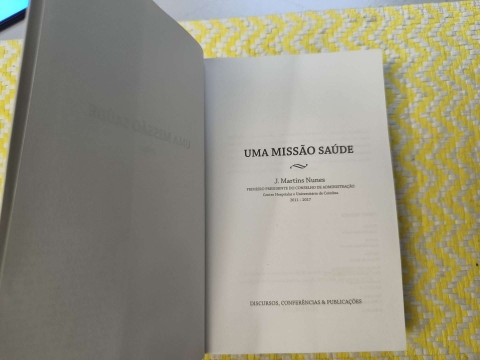 UMA MISSÃO SAÚDE
J. Martins Nunes
PRIMEIRO PRESIDENTE DO CONSELHO DE ADMINISTRAÇÃO
Centro Hospitalar e Universitário de Coimbra
2011 – 2017
DISCURSOS, CONFERÊNCIAS & PUBLICAÇÕES